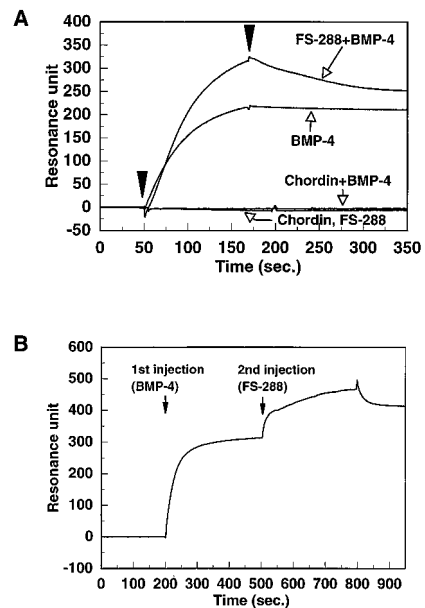 A
Resonance unit
400
350
300
250
200
150
100
50
0
-50
FS-288+BMP-4
BMP-4
Chordin+BMP-4
Chordin, FS-288
0 50 100 150 200 250 300 350
Time (sec.)
B
Resonance unit
600
500
400
300
200
100
0
-100
1st injection
(BMP-4)
2nd injection
(FS-288)
0 100 200 300 400 500 600 700 800 900
Time (sec.)